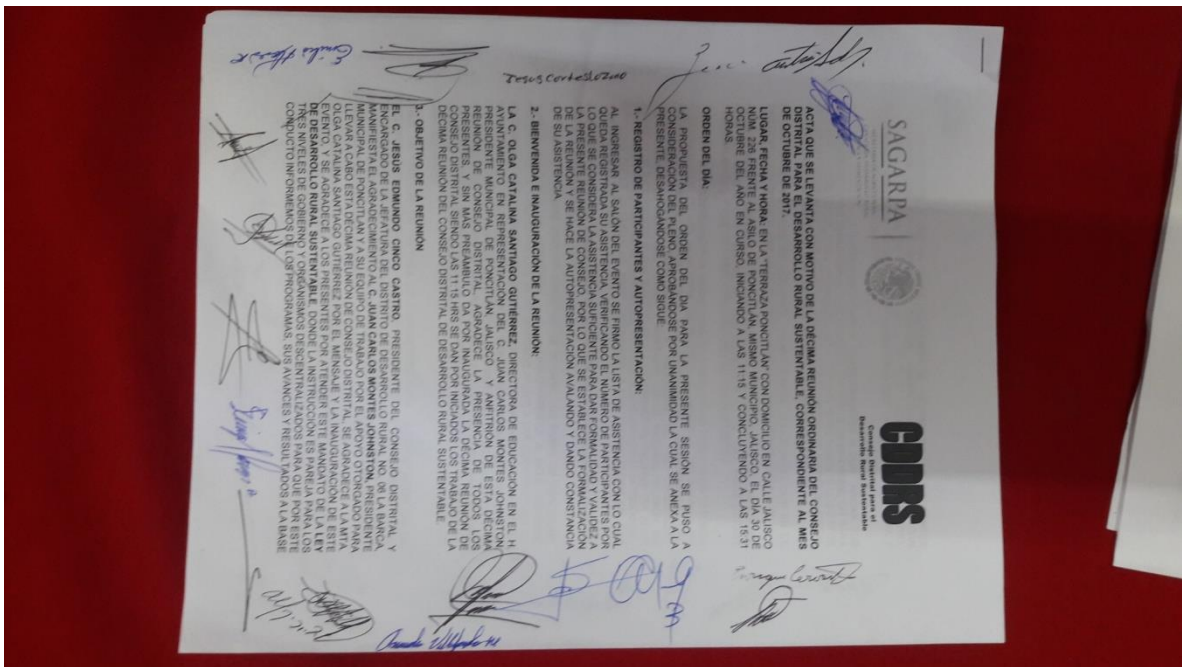 SAGARPA
CDDRS
Consejo Distrital para el
Desarrollo Rural Sustentable
ACTA QUE SE LEVANTA CON MOTIVO DE LA DÉCIMA REUNIÓN ORDINARIA DEL CONSEJO
DISTRITAL PARA EL DESARROLLO RURAL SUSTENTABLE, CORRESPONDIENTE AL MES
DE OCTUBRE DE 2017.
LUGAR, FECHA Y HORA: EN LA "TERRAZA PONCITLÁN" CON DOMICILIO EN CALLE JALISCO
NÚM. 226 FRENTE AL ASILO DE PONCITLÁN, MISMO MUNICIPIO, JALISCO, EL DÍA 30 DE
OCTUBRE DEL AÑO EN CURSO, INICIANDO A LAS 11:15 Y CONCLUYENDO A LAS 15:31
HORAS.
ORDEN DEL DÍA:
LA PROPUESTA DEL ORDEN DEL DIA PARA LA PRESENTE SESIÓN SE PUSO A
CONSIDERACIÓN DEL PLENO, APROBÁNDOSE POR UNANIMIDAD LA CUAL SE ANEXA A LA
PRESENTE, DESAHOGÁNDOSE COMO SIGUE:
1.- REGISTRO DE PARTICIPANTES Y AUTOPRESENTACIÓN:
AL INGRESAR AL SALÓN DEL EVENTO SE FIRMO LA LISTA DE ASISTENCIA CON LO CUAL
QUEDA REGISTRADA SU ASISTENCIA, VERIFICANDO EL NÚMERO DE PARTICIPANTES POR
LO QUE SE CONSIDERA LA ASISTENCIA SUFICIENTE PARA DAR FORMALIDAD Y VALIDEZ A
LA PRESENTE REUNIÓN DE CONSEJO, POR LO QUE SE ESTABLECE LA FORMALIZACIÓN
DE LA REUNIÓN Y SE HACE LA AUTOPRESENTACIÓN AVALANDO Y DANDO CONSTANCIA
DE SU ASISTENCIA.
2.- BIENVENIDA E INAUGURACIÓN DE LA REUNIÓN:
LA C. OLGA CATALINA SANTIAGO GUTIÉRREZ, DIRECTORA DE EDUCACIÓN EN EL H.
AYUNTAMIENTO EN REPRESENTACIÓN DEL C. JUAN CARLOS MONTES JOHNSTON,
PRESIDENTE MUNICIPAL DE PONCITLÁN, JALISCO Y ANFITRIÓN DE ESTA DÉCIMA
REUNIÓN DE CONSEJO DISTRITAL, AGRADECE LA PRESENCIA DE TODOS LOS
PRESENTES, Y SIN MÁS PREÁMBULO DA POR INAUGURADA LA DÉCIMA REUNIÓN DE
CONSEJO DISTRITAL SIENDO LAS 11:15 HRS SE DAN POR INICIADOS LOS TRABAJO DE LA
DÉCIMA REUNIÓN DEL CONSEJO DISTRITAL DE DESARROLLO RURAL SUSTENTABLE.
3.- OBJETIVO DE LA REUNIÓN
EL C. JESÚS EDMUNDO CINCO CASTRO, PRESIDENTE DEL CONSEJO DISTRITAL Y
ENCARGADO DE LA JEFATURA DEL DISTRITO DE DESARROLLO RURAL NO. 06 LA BARCA,
MANIFIESTA EL AGRADECIMIENTO AL C. JUAN CARLOS MONTES JOHNSTON, PRESIDENTE
MUNICIPAL DE PONCITLAN Y A SU EQUIPO DE TRABAJO POR EL APOYO OTORGADO PARA
LLEVAR A CABO ESTA DÉCIMA REUNIÓN DE CONSEJO DISTRITAL, SE AGRADECE A LA MTA
OLGA CATALINA SANTIAGO GUTIÉRREZ POR EL MENSAJE Y LA INAUGURACIÓN DE ESTE
EVENTO, Y SE AGRADECE A LOS PRESENTES POR ATENDER ESTE MANDATO DE LA LEY
DE DESARROLLO RURAL SUSTENTABLE, DONDE LA INSTRUCCIÓN ES PAREJA PARA LOS
TRES NIVELES DE GOBIERNO Y ORGANISMOS DESCENTRALIZADOS PARA QUE POR ESTE
CONDUCTO INFORMEMOS DE LOS PROGRAMAS, SUS AVANCES Y RESULTADOS A LA BASE
Jesus Cortes Lozano